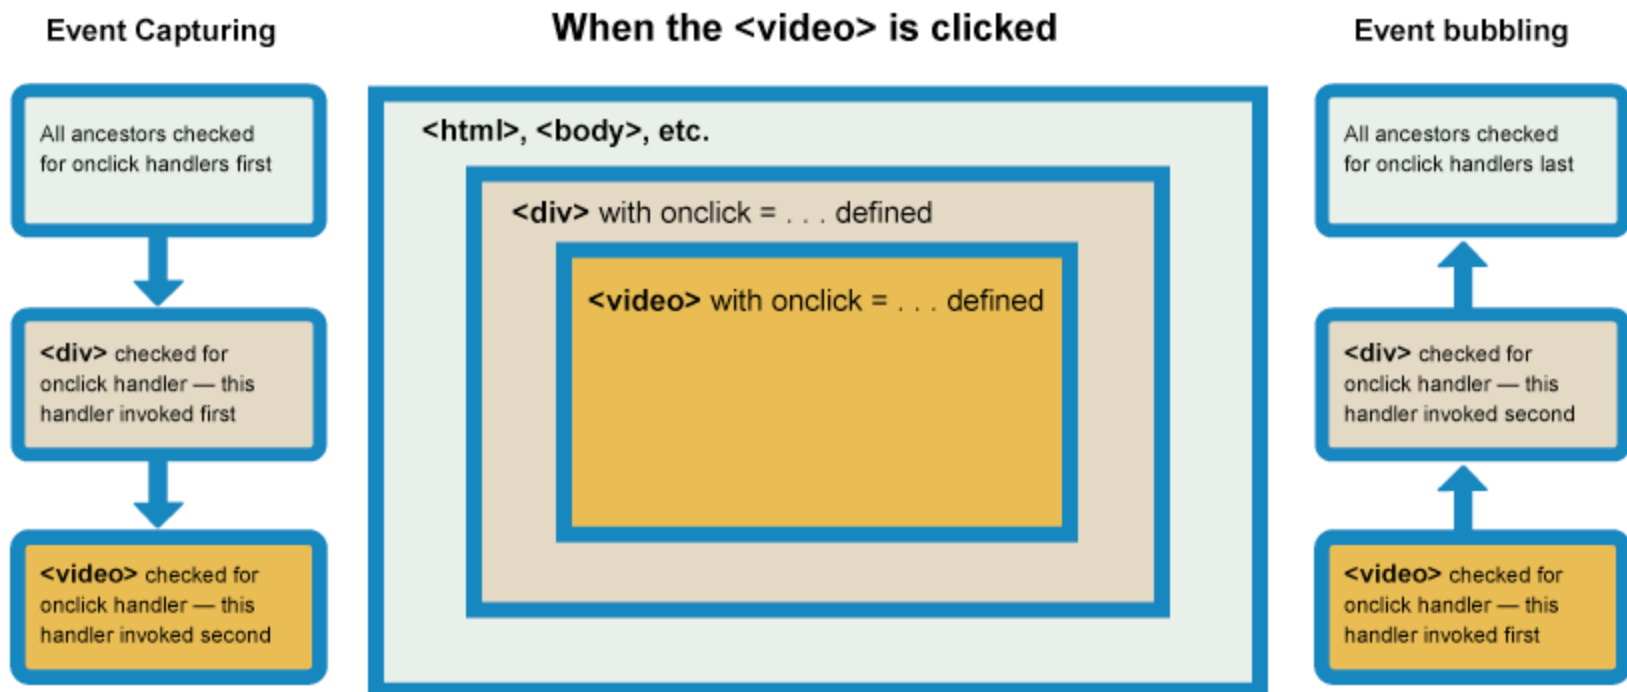 Event Capturing
When the <video> is clicked
Event bubbling
All ancestors checked
for onclick handlers first
<div> checked for
onclick handler — this
handler invoked first
<video> checked for
onclick handler — this
handler invoked second
<html>, <body>, etc.
<div> with onclick = . . . defined
<video> with onclick = . . . defined
All ancestors checked
for onclick handlers last
<div> checked for
onclick handler — this
handler invoked second
<video> checked for
onclick handler — this
handler invoked first